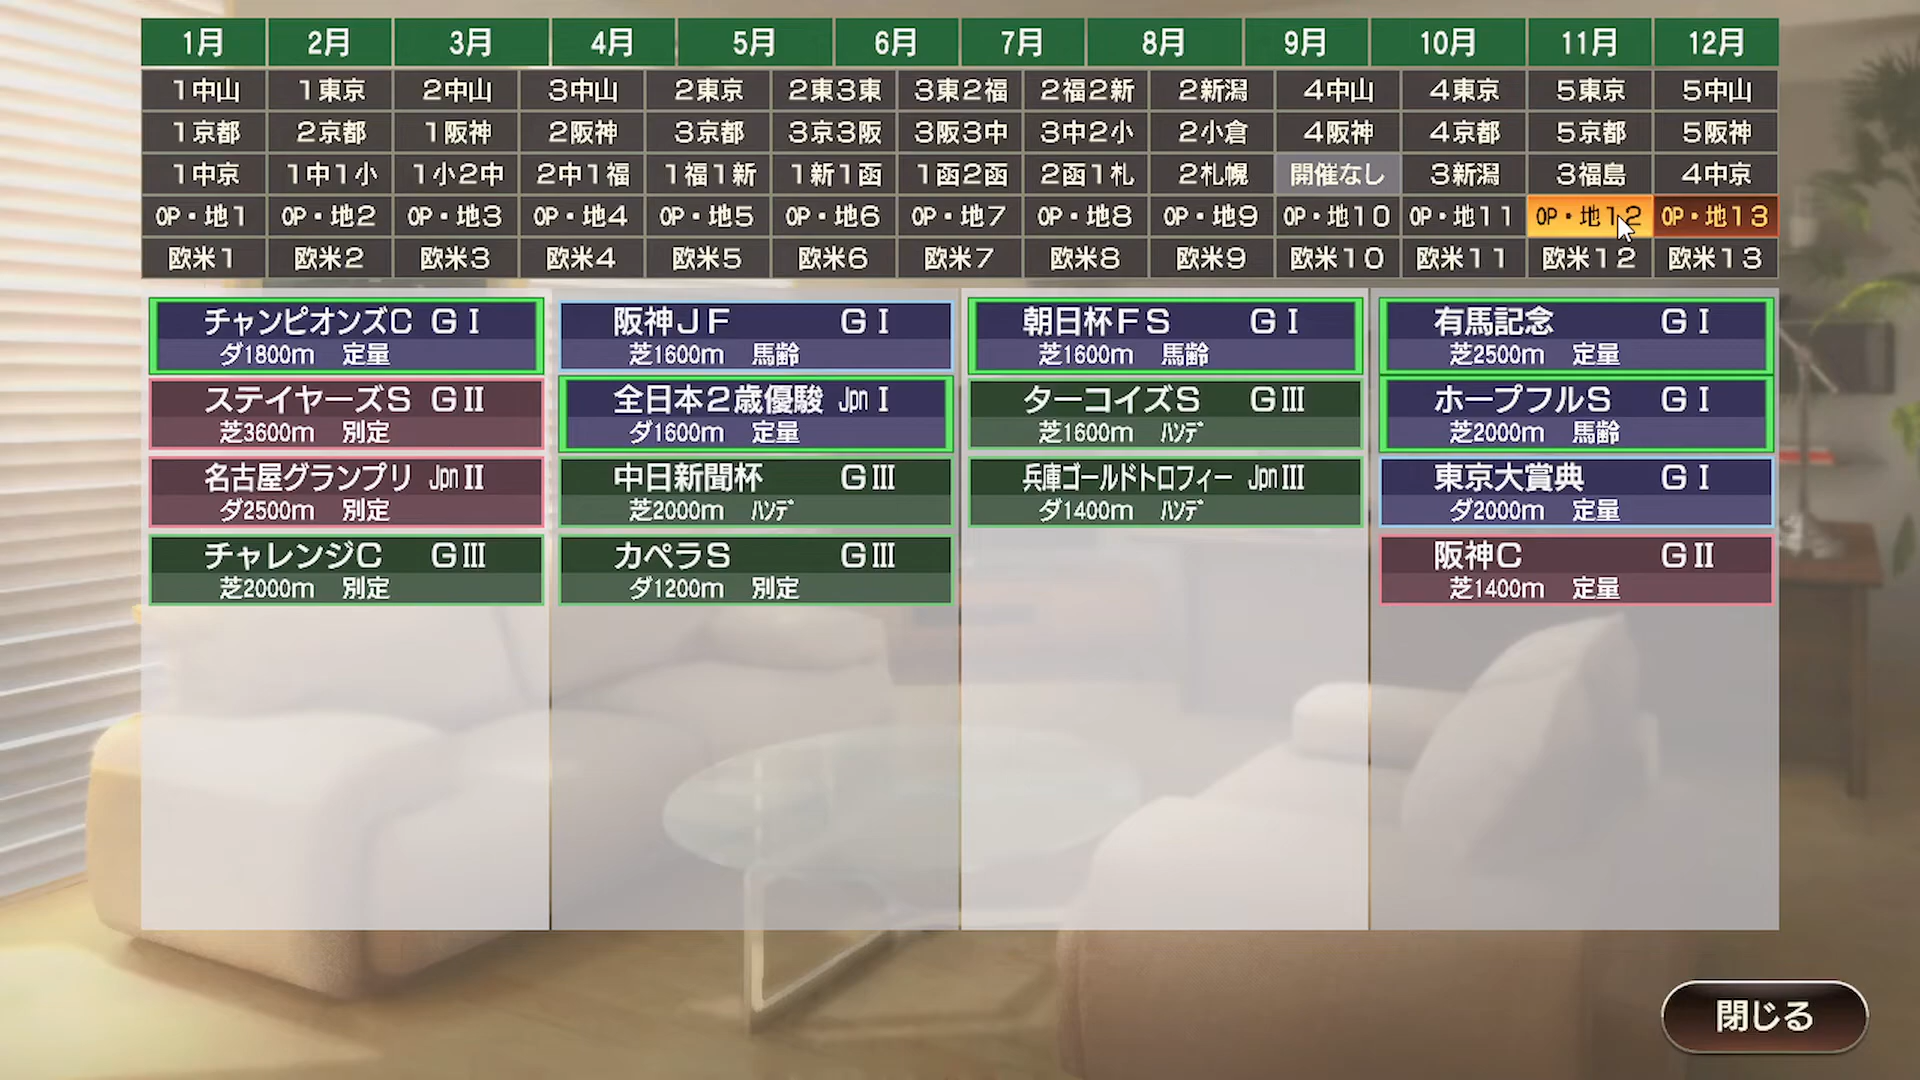 1月 2月 3月 4月 5月 6月 7月 8月 9月 10月 11月 12月
1中山 1東京 2中山 3中山 2東京 2東3東 3東2福 2福2新 2新潟 4中山 4東京 5東京 5中山
1京都 2京都 1阪神 2阪神 3京都 3京3阪 3阪3中 3中2小 2小倉 4阪神 4京都 5京都 5阪神
1中京 1中1小 1小2中 2中1福 1福1新 1新1函 1函2函 2函1札 2札幌 開催なし 3新潟 3福島 4中京
OP・地1 OP・地2 OP・地3 OP・地4 OP・地5 OP・地6 OP・地7 OP・地8 OP・地9 OP・地10 OP・地11 OP・地12 OP・地13
欧米1 欧米2 欧米3 欧米4 欧米5 欧米6 欧米7 欧米8 欧米9 欧米10 欧米11 欧米12 欧米13
チャンピオンズC GⅠ
ダ1800m 定量
ステイヤーズS GⅡ
芝3600m 別定
名古屋グランプリ JpnⅡ
ダ2500m 別定
チャレンジC GⅢ
芝2000m 別定
阪神JF GⅠ
芝1600m 馬齢
全日本2歳優駿 JpnⅠ
ダ1600m 定量
中日新聞杯 GⅢ
芝2000m ハンデ
カペラS GⅢ
ダ1200m 別定
朝日杯FS GⅠ
芝1600m 馬齢
ターコイズS GⅢ
芝1600m ハンデ
兵庫ゴールドトロフィー JpnⅢ
ダ1400m ハンデ
有馬記念 GⅠ
芝2500m 定量
ホープフルS GⅠ
芝2000m 馬齢
東京大賞典 GⅠ
ダ2000m 定量
阪神C GⅡ
芝1400m 定量
閉じる